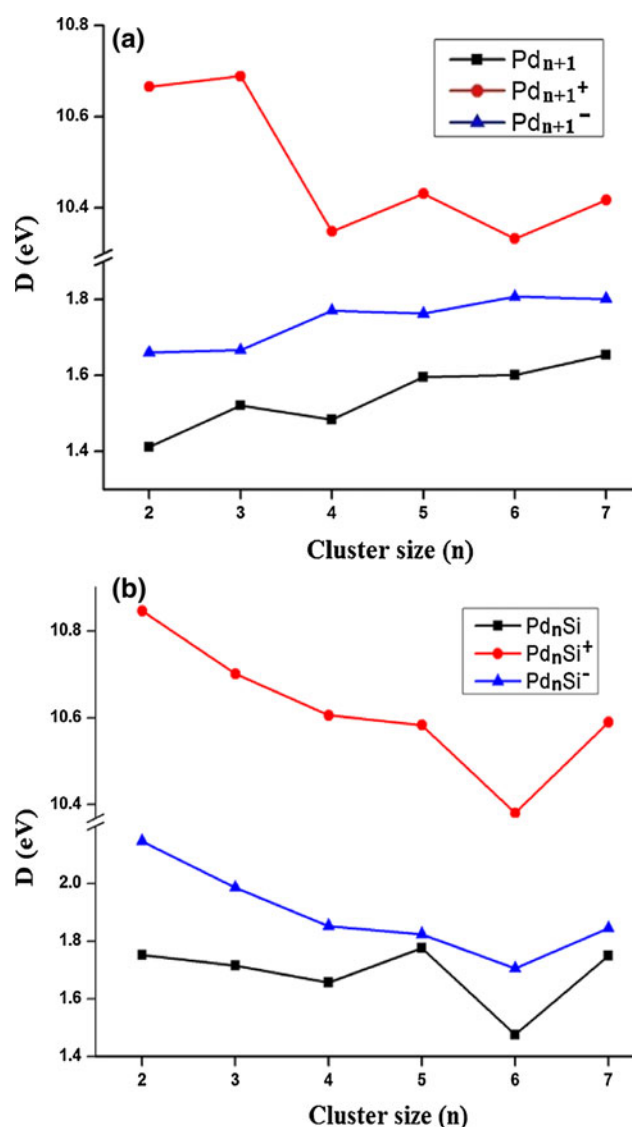 (a)
10.8
10.6
10.4
1.8
1.6
1.4
D (eV)
Pdn+1
Pdn+1+
Pdn+1-
2 3 4 5 6 7
Cluster size (n)
(b)
10.8
10.6
10.4
2.0
1.8
1.6
1.4
D (eV)
PdnSi
PdnSi+
PdnSi-
2 3 4 5 6 7
Cluster size (n)